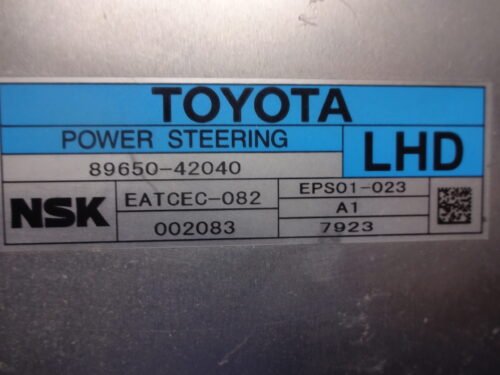 TOYOTA
POWER STEERING
LHD
89650-42040
NSK
EATCEC-082
EPS01-023
A1
002083
7923